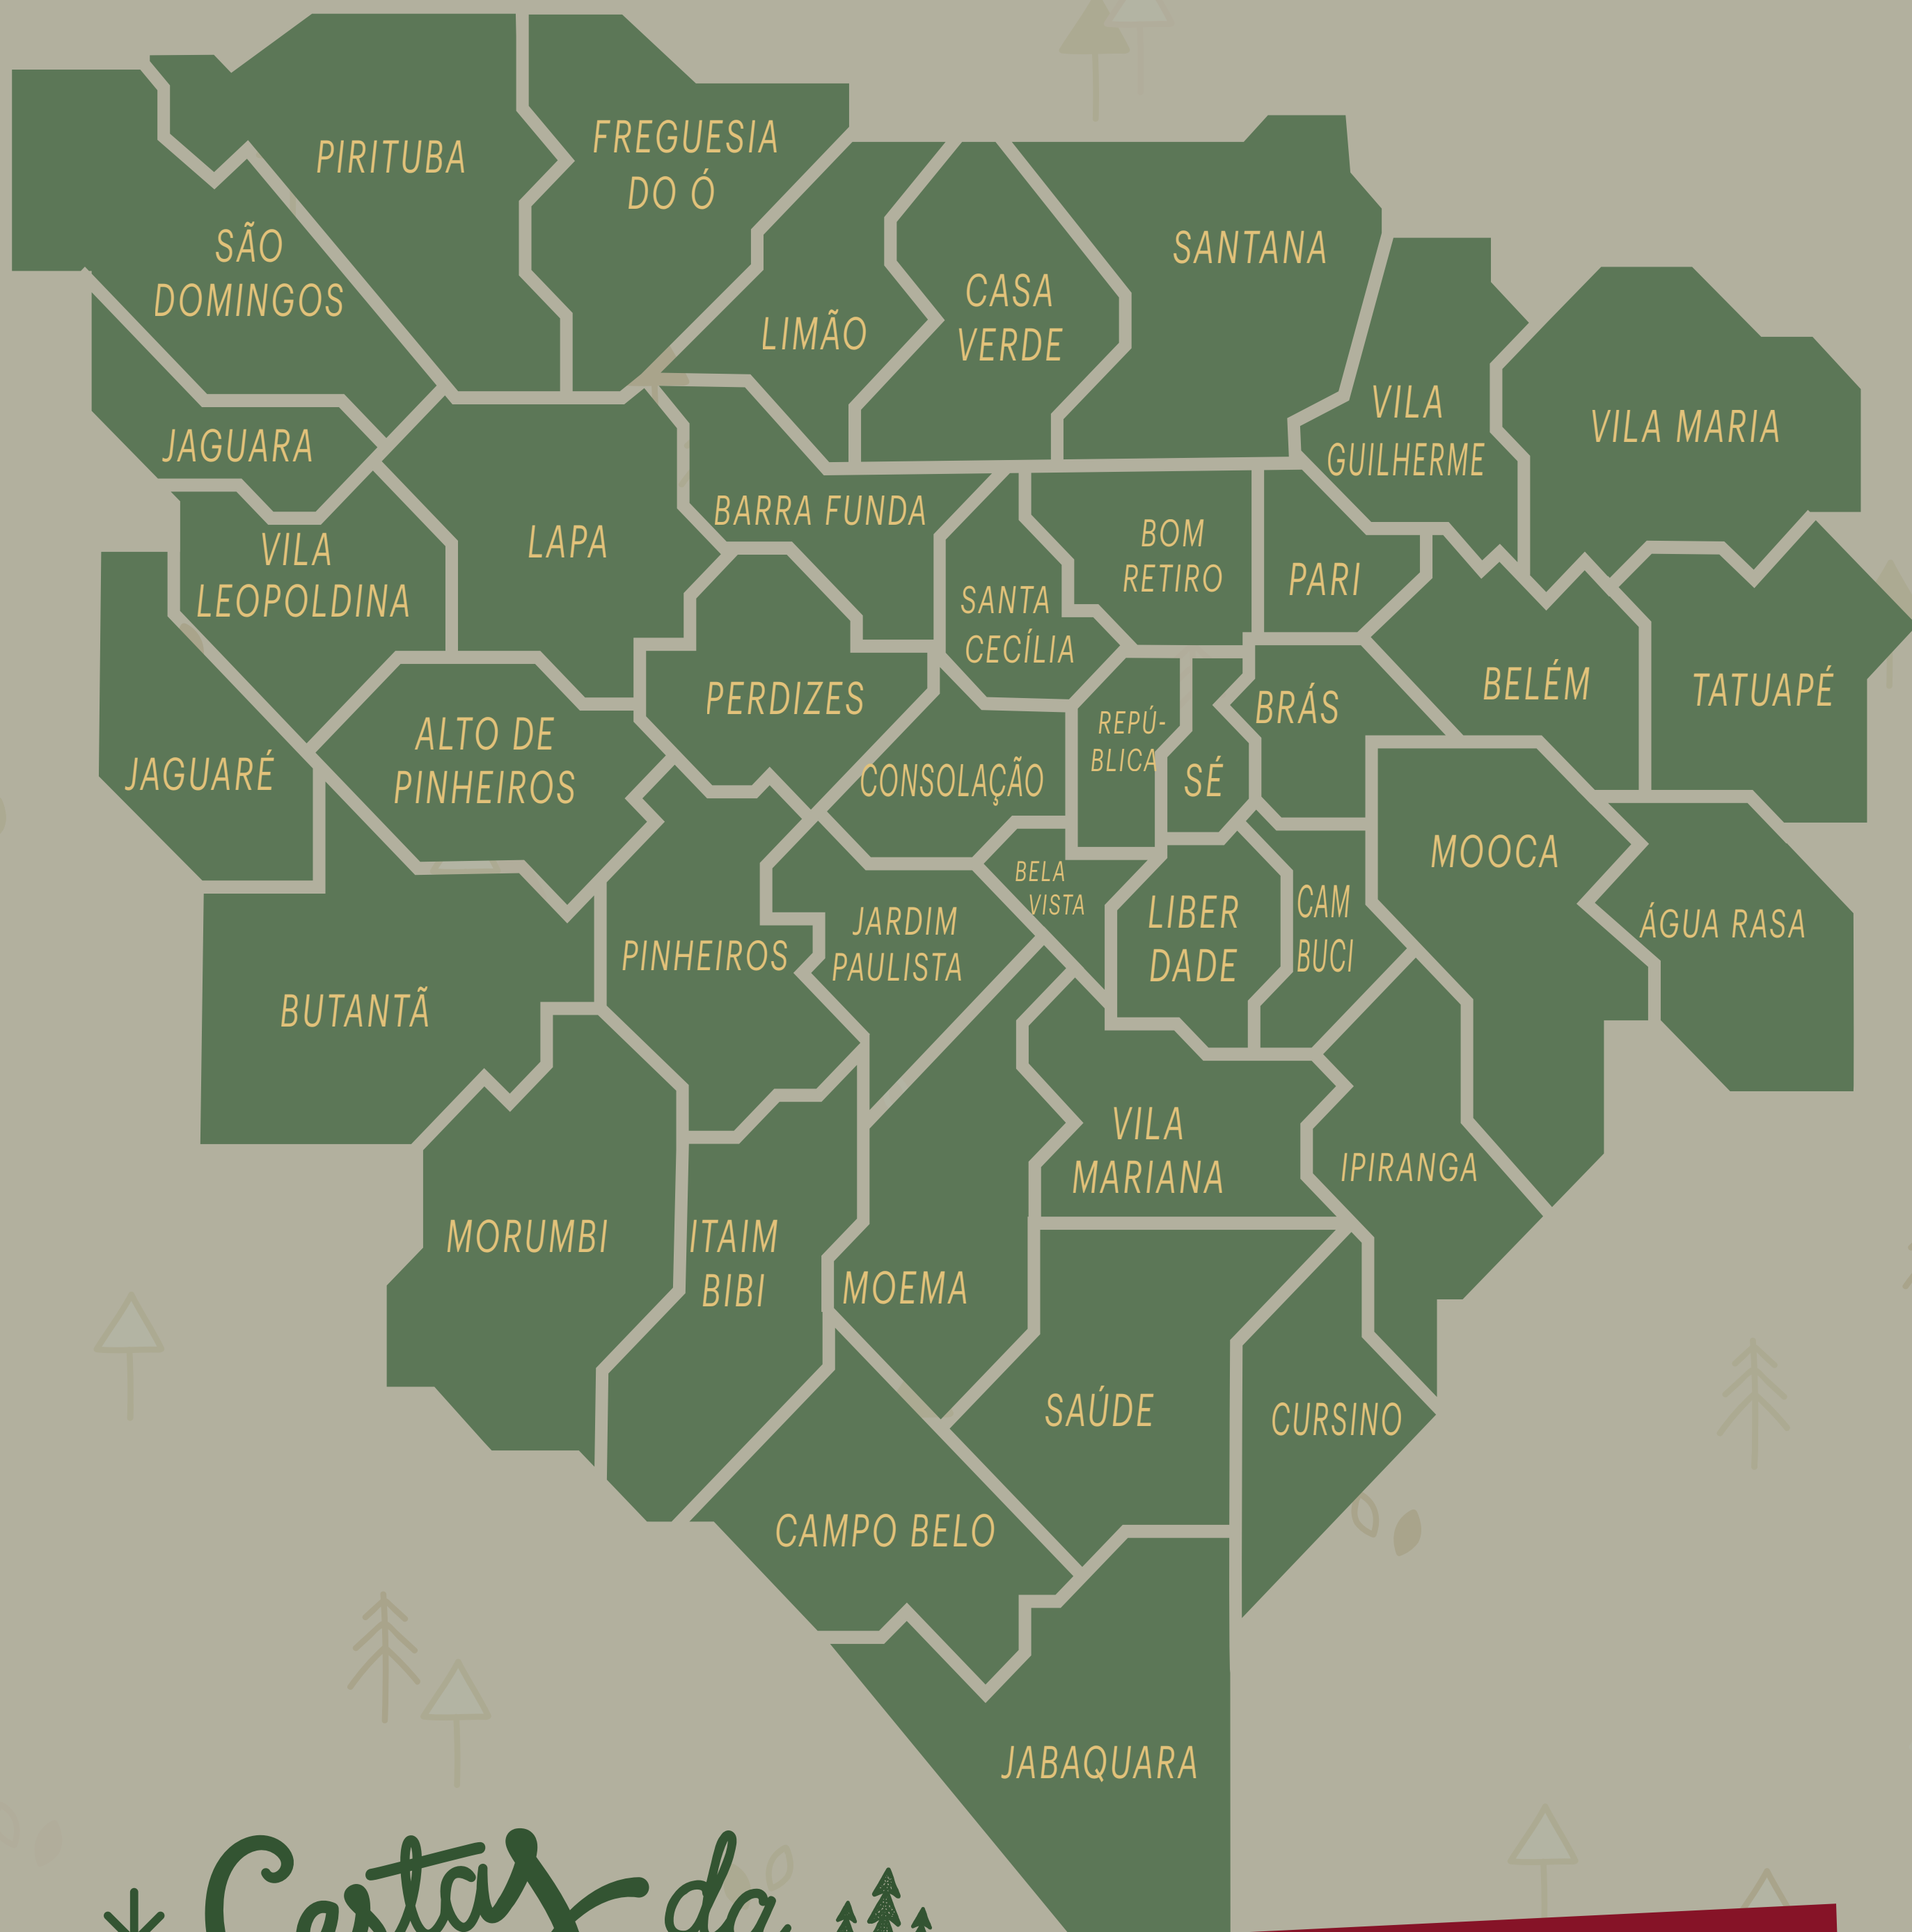 PIRITUBA
FREGUESIA
DO Ó
SÃO
DOMINGOS
LIMÃO
CASA
VERDE
SANTANA
VILA
GUILHERME
VILA MARIA
JAGUARA
LAPA
BARRA FUNDA
VILA
LEOPOLDINA
BOM
RETIRO
PARI
SANTA
CECÍLIA
PERDIZES
BELÉM
TATUAPÉ
ALTO DE
PINHEIROS
JAGUARÉ
CONSOLAÇÃO
REPÚ-
BLICA
SÉ
BRÁS
MOOCA
ÁGUA RASA
BELA
VISTA
LIBER
DADE
CAM
BUCI
JARDIM
PAULISTA
PINHEIROS
BUTANTÃ
VILA
MARIANA
IPIRANGA
MORUMBI
ITAIM
BIBI
MOEMA
SAÚDE
CURSINO
CAMPO BELO
JABAQUARA
Cestas da